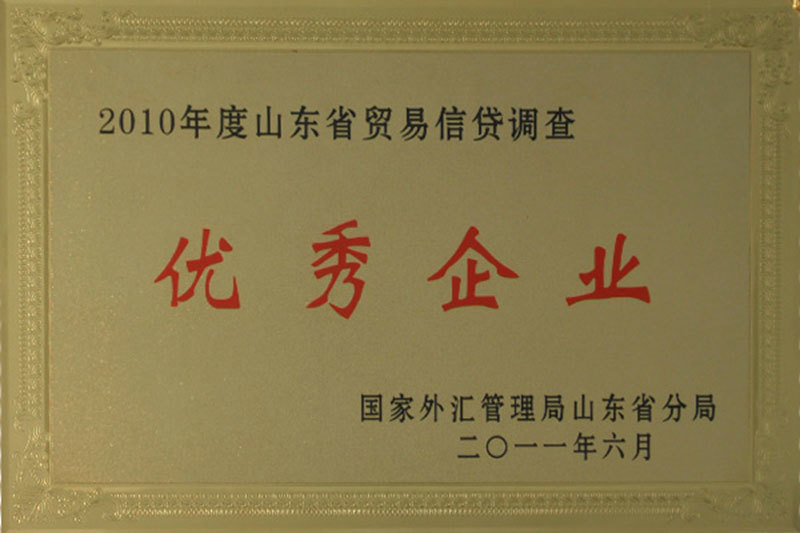 2010年度山东省贸易信贷调查
优秀企业
国家外汇管理局山东省分局
二〇一一年六月